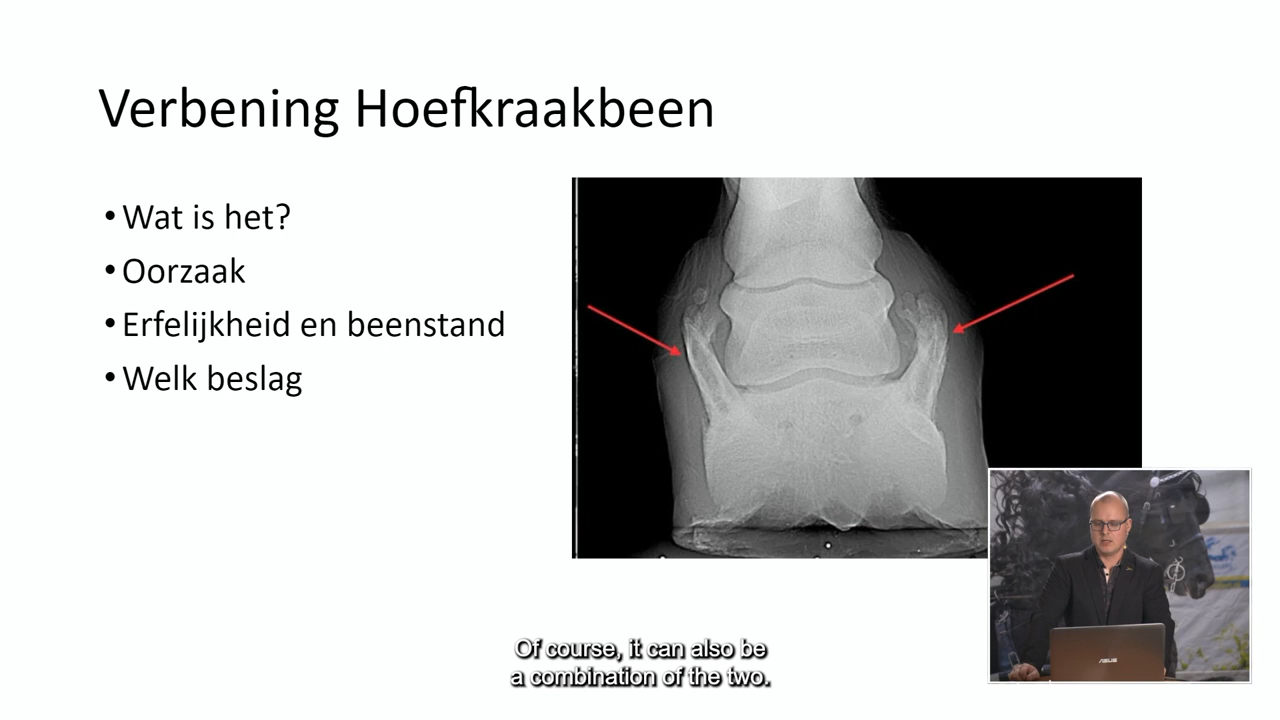 Verbening Hoefkraakbeen
• Wat is het?
• Oorzaak
• Erfelijkheid en beenstand
• Welk beslag
ASUS
Of course, it can also be
a combination of the two.